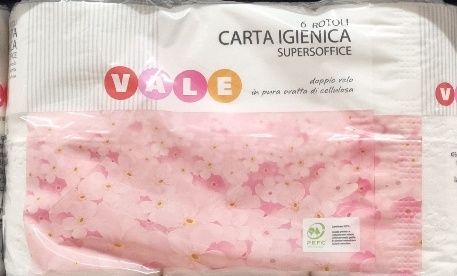 6 ROTOLI
CARTA IGIENICA
SUPERSOFFICE
VALE
doppio velo
in pura ovatta di cellulosa
PEFC